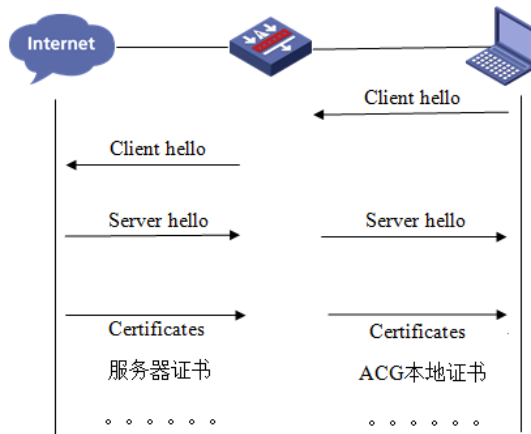 Internet
Client hello
Client hello
Server hello
Server hello
Certificates
Certificates
服务器证书
ACG本地证书
。。。。。。
。。。。。。